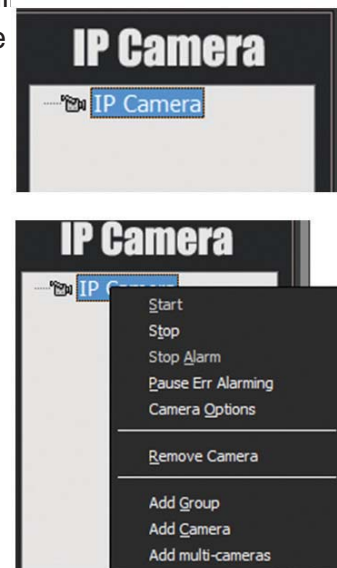 IP Camera
IP Camera
IP Camera
IP
Start
Stop
Stop Alarm
Pause Err Alarming
Camera Options
Remove Camera
Add Group
Add Camera
Add multi-cameras